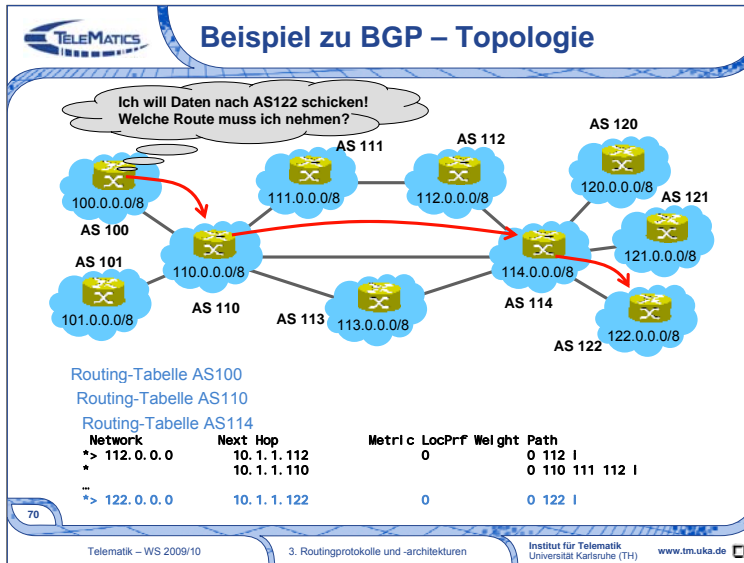 TELEMATICS
Beispiel zu BGP – Topologie
Ich will Daten nach AS122 schicken!
Welche Route muss ich nehmen?
AS 111
AS 112
AS 120
100.0.0.0/8
111.0.0.0/8
112.0.0.0/8
120.0.0.0/8
AS 121
AS 100
AS 101
110.0.0.0/8
114.0.0.0/8
121.0.0.0/8
101.0.0.0/8
AS 110
AS 113
113.0.0.0/8
AS 114
AS 122
122.0.0.0/8
Routing-Tabelle AS100
Routing-Tabelle AS110
Routing-Tabelle AS114
Network Next Hop Metric LocPrf Weight Path
*> 112.0.0.0 10.1.1.112 0 0 112 I
* 10.1.1.110 0 110 111 112 I
…
*> 122.0.0.0 10.1.1.122 0 0 122 I
70
Telematik – WS 2009/10
3. Routingprotokolle und -architekturen
Institut für Telematik
Universität Karlsruhe (TH)
www.tm.uka.de